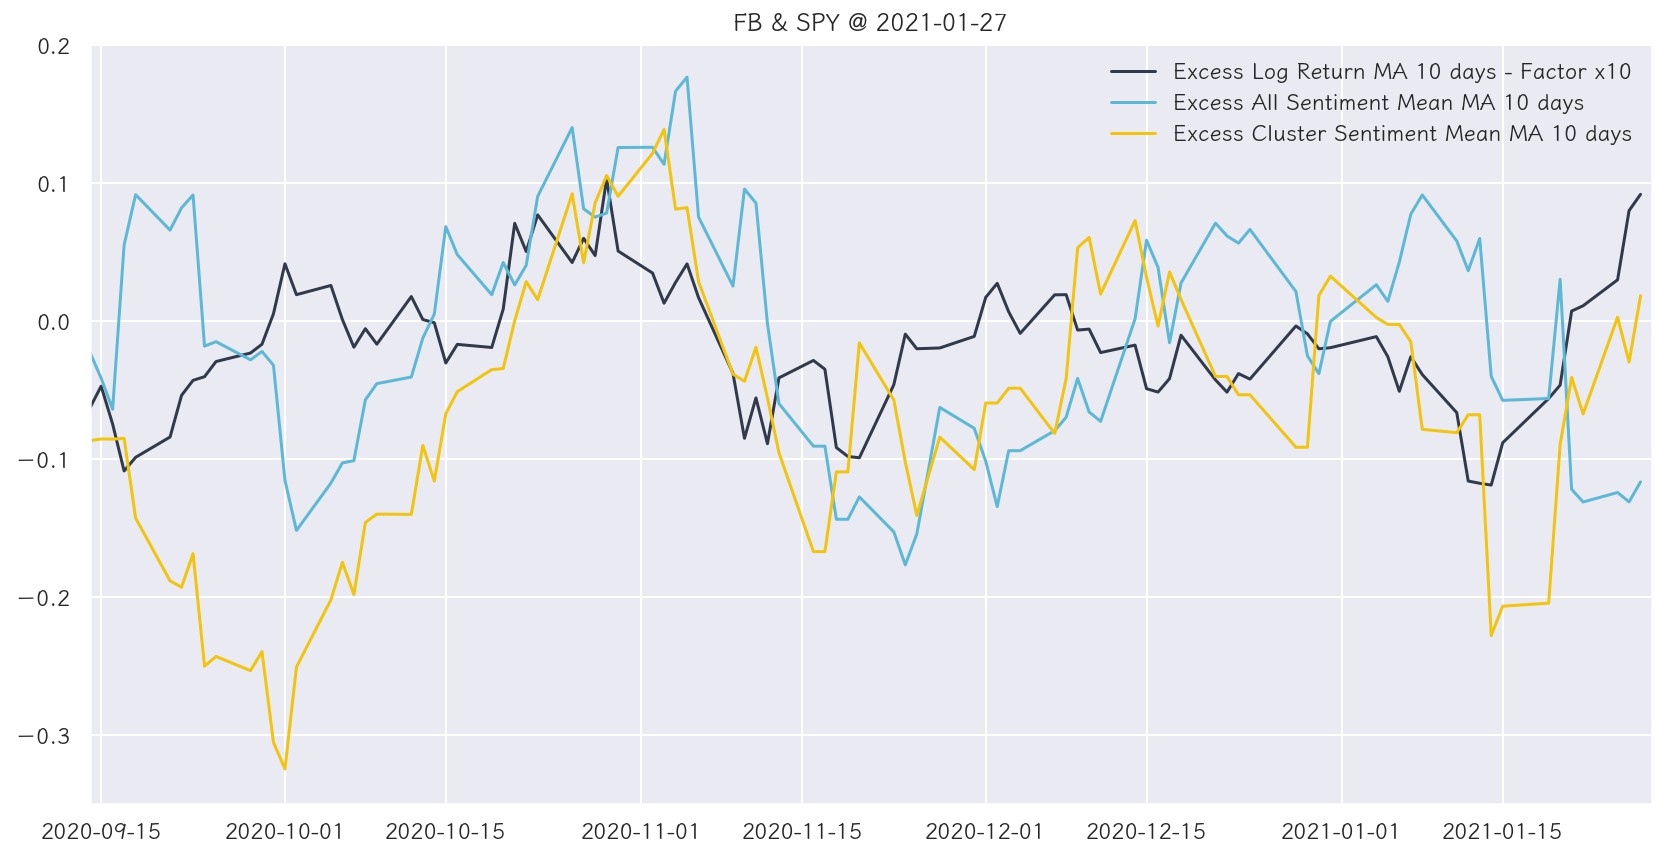 FB & SPY @ 2021-01-27
Excess Log Return MA 10 days - Factor x10
Excess All Sentiment Mean MA 10 days
Excess Cluster Sentiment Mean MA 10 days
0.2
0.1
0.0
−0.1
−0.2
−0.3
2020-09-15 2020-10-01 2020-10-15 2020-11-01 2020-11-15 2020-12-01 2020-12-15 2021-01-01 2021-01-15